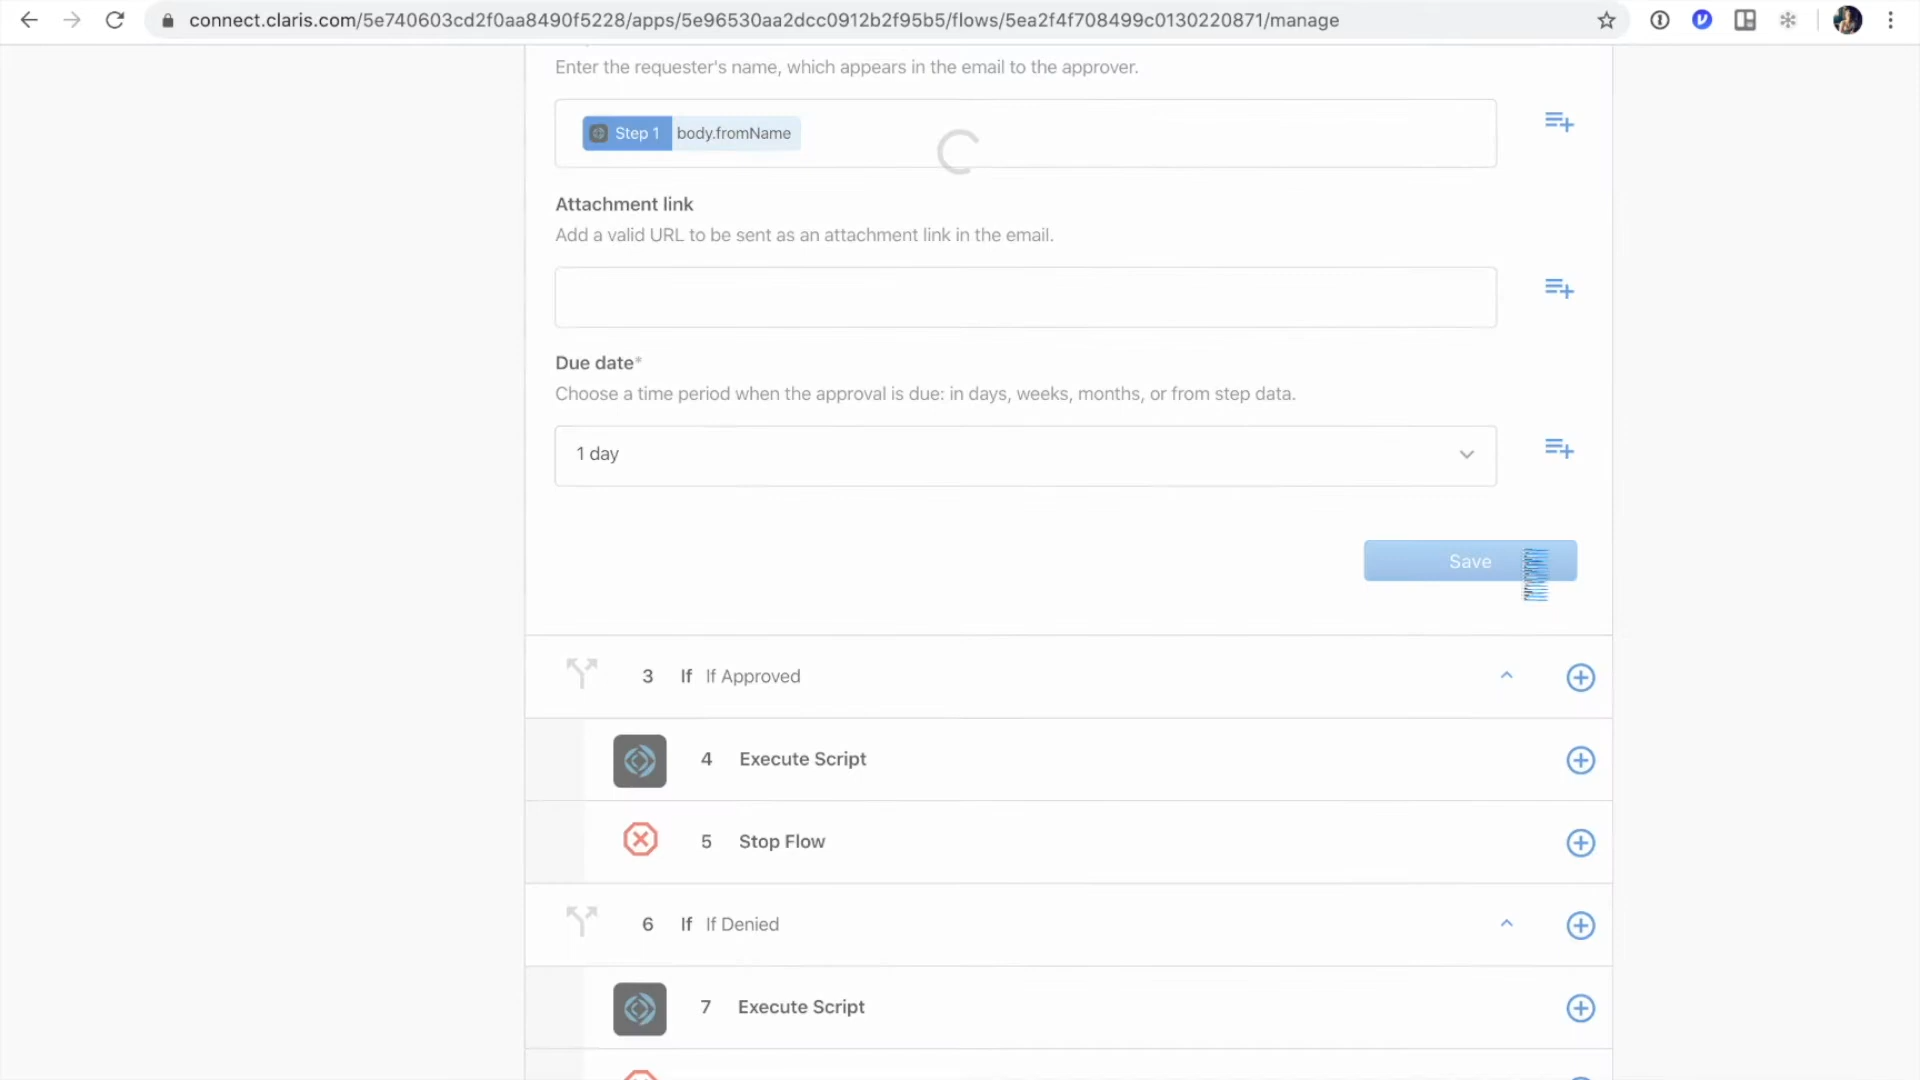 connect.claris.com/5e740603cd2f0aa8490f5228/apps/5e96530aa2dcc0912b2f95b5/flows/5ea2f4f708499c0130220871/manage
Enter the requester's name, which appears in the email to the approver.
Step 1 body.fromName
Attachment link
Add a valid URL to be sent as an attachment link in the email.
Due date*
Choose a time period when the approval is due: in days, weeks, months, or from step data.
1 day
Save
3 If If Approved
4 Execute Script
5 Stop Flow
6 If If Denied
7 Execute Script